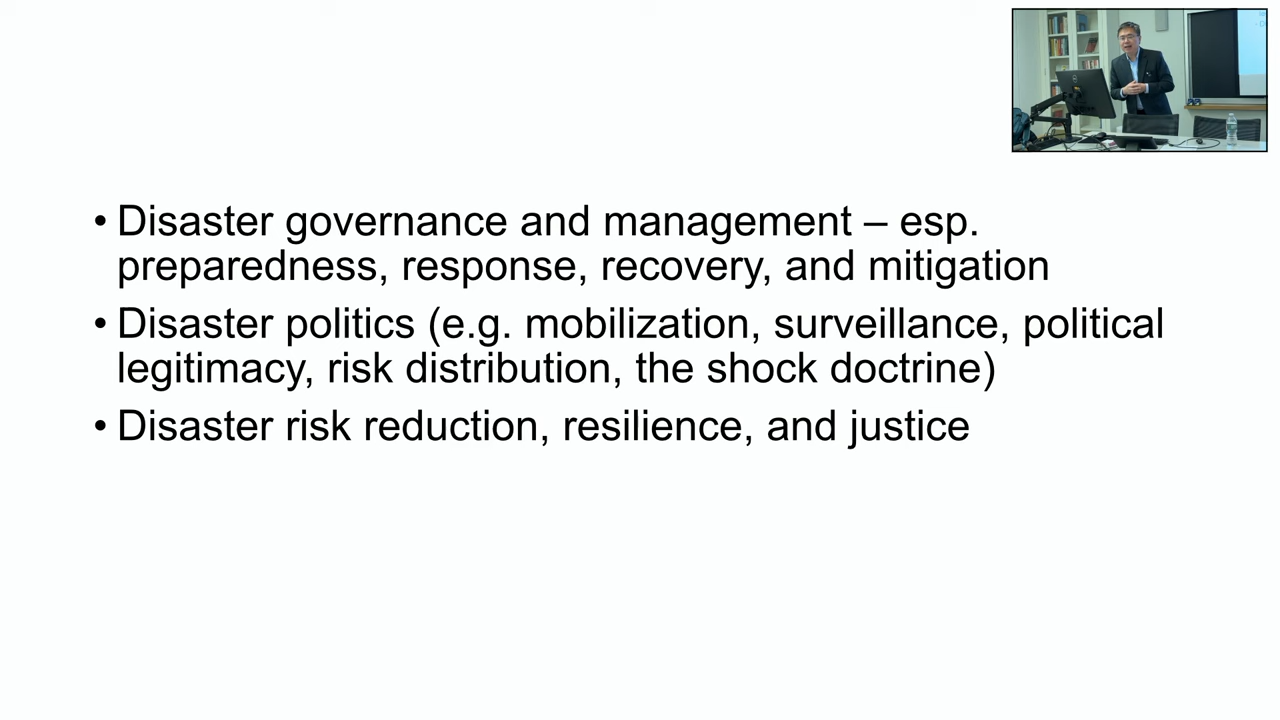 • Disaster governance and management – esp.
preparedness, response, recovery, and mitigation
• Disaster politics (e.g. mobilization, surveillance, political
legitimacy, risk distribution, the shock doctrine)
• Disaster risk reduction, resilience, and justice